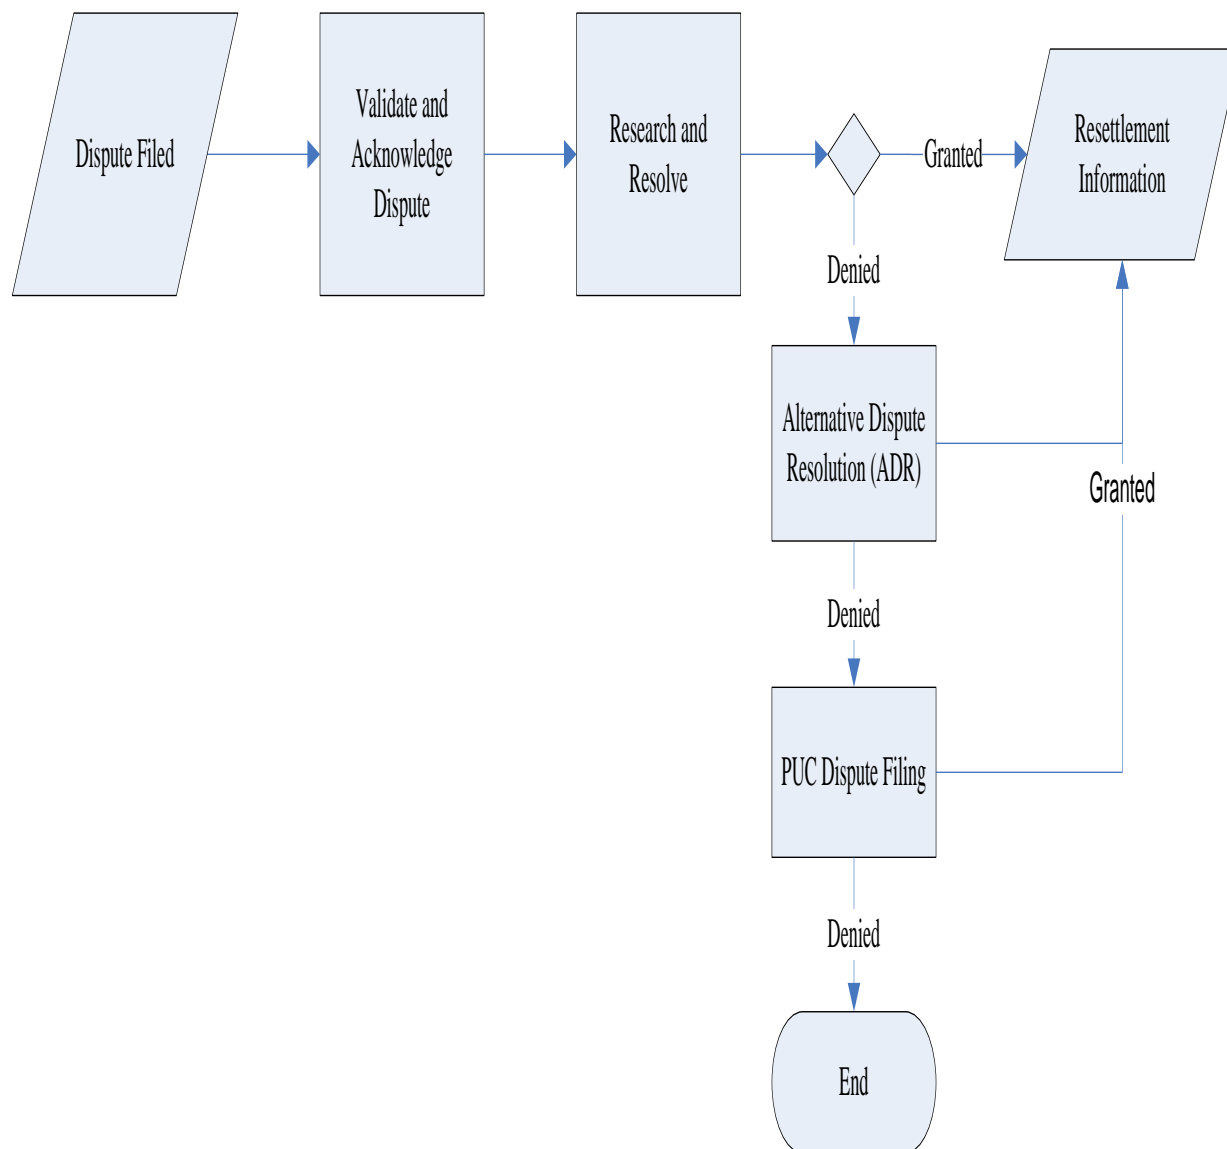 Dispute Filed
Validate and
Acknowledge
Dispute
Research and
Resolve
Granted
Resettlement
Information
Denied
Alternative Dispute
Resolution (ADR)
Granted
Denied
PUC Dispute Filing
Denied
End